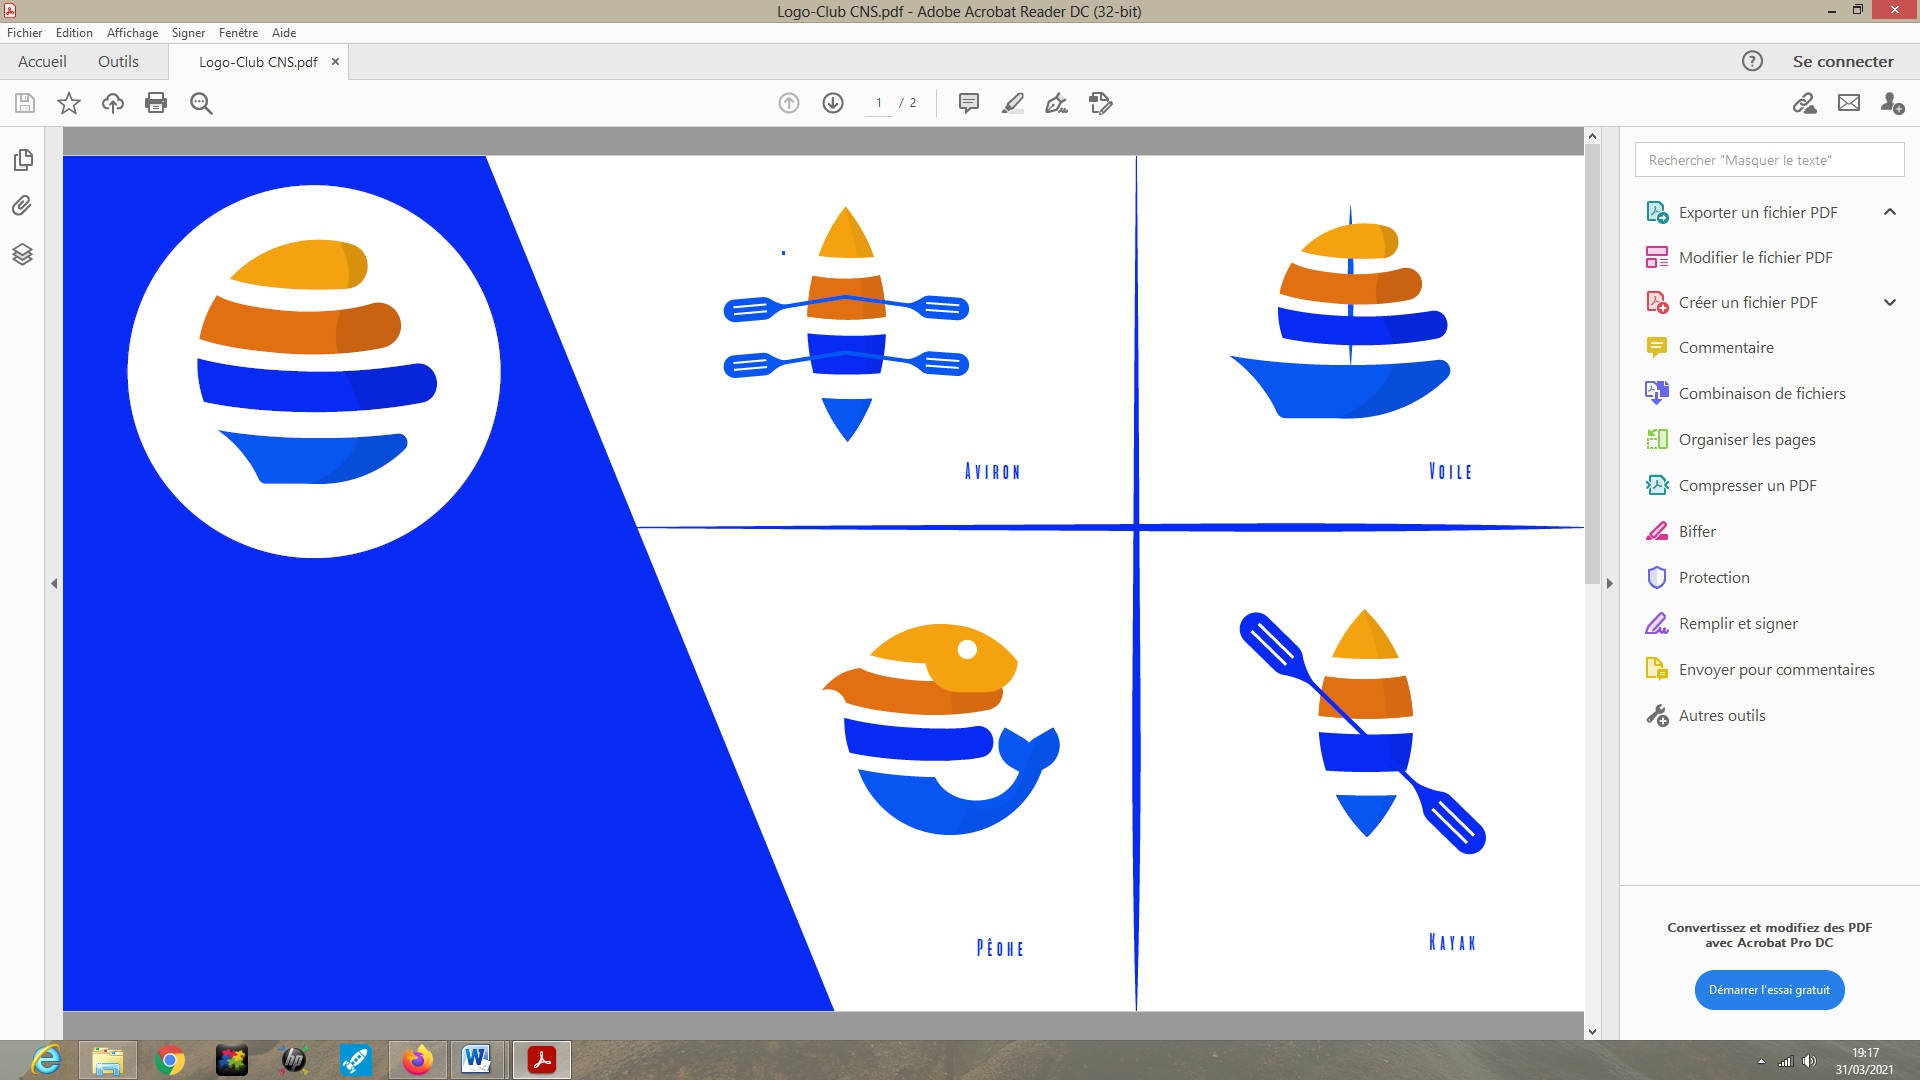 Logo-Club CNS.pdf - Adobe Acrobat Reader DC (32-bit)
Fichier Edition Affichage Signer Fenêtre Aide
Accueil Outils Logo-Club CNS.pdf × ? Se connecter
1 / 2
Rechercher "Masquer le texte"
Exporter un fichier PDF
Modifier le fichier PDF
Créer un fichier PDF
Commentaire
Combinaison de fichiers
Organiser les pages
Compresser un PDF
Biffer
Protection
Remplir et signer
Envoyer pour commentaires
Autres outils
Convertissez et modifiez des PDF
avec Acrobat Pro DC
Démarrer l'essai gratuit
AVIRON
VOILE
PÊOHE
KAYAK
hp
W
19:17
31/03/2021